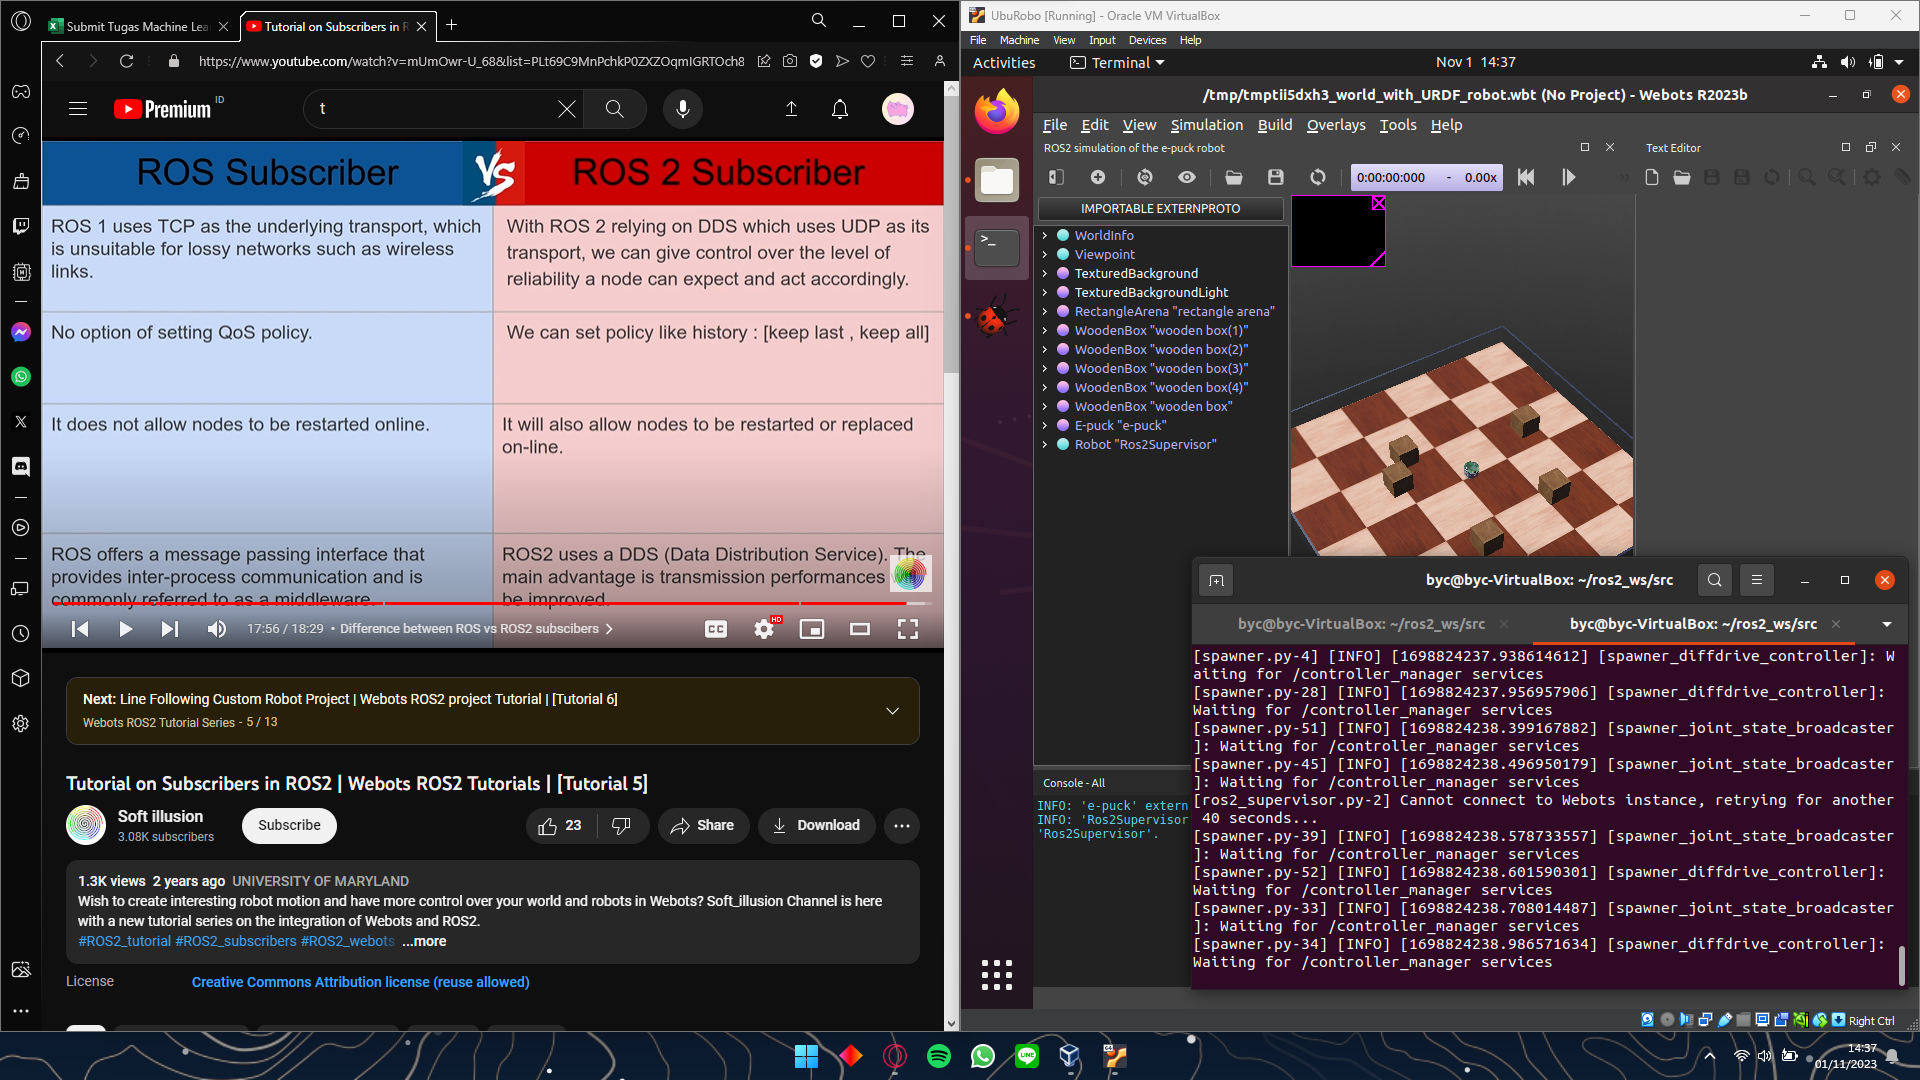 Submit Tugas Machine Lea
Tutorial on Subscribers in R
https://www.youtube.com/watch?v=mUmOwr-U_68&list=PLt69C9MnPchkP0ZXZOqmIGRTOch8
Premium
ID
t
ROS Subscriber
VS
ROS 2 Subscriber
ROS 1 uses TCP as the underlying transport, which
is unsuitable for lossy networks such as wireless
links.
With ROS 2 relying on DDS which uses UDP as its
transport, we can give control over the level of
reliability a node can expect and act accordingly.
No option of setting QoS policy.
We can set policy like history : [keep last , keep all]
It does not allow nodes to be restarted online.
It will also allow nodes to be restarted or replaced
on-line.
ROS offers a message passing interface that
provides inter-process communication and is
commonly referred to as a middleware.
ROS2 uses a DDS (Data Distribution Service). The
main advantage is transmission performances
be improved.
17:56 / 18:29 • Difference between ROS vs ROS2 subscibers
CC
HD
Next: Line Following Custom Robot Project | Webots ROS2 project Tutorial | [Tutorial 6]
Webots ROS2 Tutorial Series - 5 / 13
Tutorial on Subscribers in ROS2 | Webots ROS2 Tutorials | [Tutorial 5]
Soft illusion
3.08K subscribers
Subscribe
23
Share
Download
1.3K views 2 years ago UNIVERSITY OF MARYLAND
Wish to create interesting robot motion and have more control over your world and robots in Webots? Soft_illusion Channel is here
with a new tutorial series on the integration of Webots and ROS2.
#ROS2_tutorial #ROS2_subscribers #ROS2_webots ...more
License
Creative Commons Attribution license (reuse allowed)
UbuRobo [Running] - Oracle VM VirtualBox
File Machine View Input Devices Help
Activities
Terminal
Nov 1 14:37
/tmp/tmptii5dxh3_world_with_URDF_robot.wbt (No Project) - Webots R2023b
File Edit View Simulation Build Overlays Tools Help
ROS2 simulation of the e-puck robot
Text Editor
0:00:00:000 - 0.00x
IMPORTABLE EXTERNPROTO
WorldInfo
Viewpoint
TexturedBackground
TexturedBackgroundLight
RectangleArena "rectangle arena"
WoodenBox "wooden box(1)"
WoodenBox "wooden box(2)"
WoodenBox "wooden box(3)"
WoodenBox "wooden box(4)"
WoodenBox "wooden box"
E-puck "e-puck"
Robot "Ros2Supervisor"
Console - All
INFO: 'e-puck' extern
INFO: 'Ros2Supervisor
'Ros2Supervisor'.
byc@byc-VirtualBox: ~/ros2_ws/src
byc@byc-VirtualBox: ~/ros2_ws/src
byc@byc-VirtualBox: ~/ros2_ws/src
[spawner.py-4] [INFO] [1698824237.938614612] [spawner_diffdrive_controller]: W
aiting for /controller_manager services
[spawner.py-28] [INFO] [1698824237.956957906] [spawner_diffdrive_controller]:
Waiting for /controller_manager services
[spawner.py-51] [INFO] [1698824238.399167882] [spawner_joint_state_broadcaster
]: Waiting for /controller_manager services
[spawner.py-45] [INFO] [1698824238.496950179] [spawner_joint_state_broadcaster
]: Waiting for /controller_manager services
[ros2_supervisor.py-2] Cannot connect to Webots instance, retrying for another
40 seconds...
[spawner.py-39] [INFO] [1698824238.578733557] [spawner_joint_state_broadcaster
]: Waiting for /controller_manager services
[spawner.py-52] [INFO] [1698824238.601590301] [spawner_diffdrive_controller]:
Waiting for /controller_manager services
[spawner.py-33] [INFO] [1698824238.708014487] [spawner_joint_state_broadcaster
]: Waiting for /controller_manager services
[spawner.py-34] [INFO] [1698824238.986571634] [spawner_diffdrive_controller]:
Waiting for /controller_manager services
Right Ctrl
LINE
14:37
01/11/2023